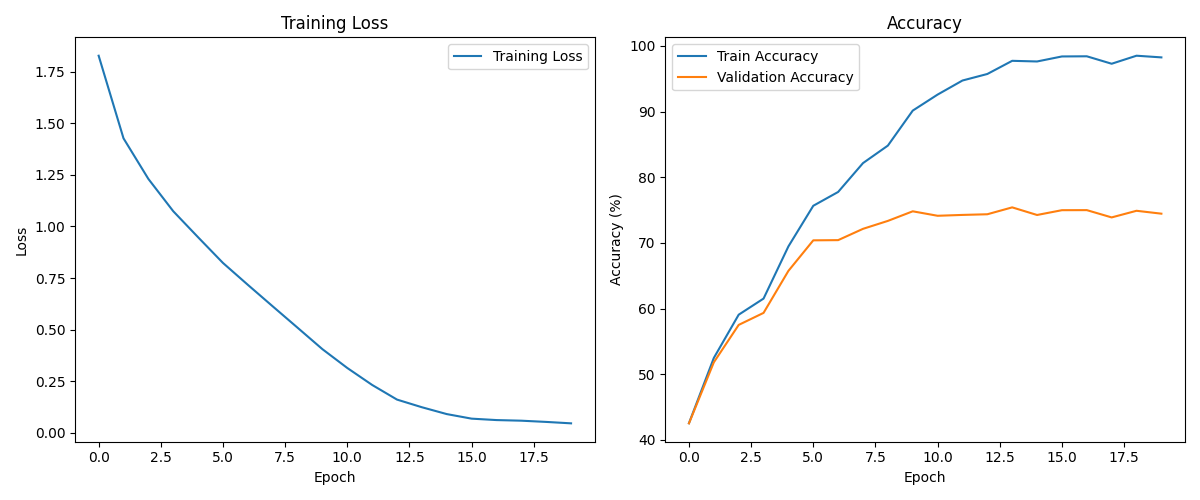 Training Loss
Training Loss
1.75
1.50
1.25
1.00
0.75
0.50
0.25
0.00
Loss
0.0 2.5 5.0 7.5 10.0 12.5 15.0 17.5
Epoch
Accuracy
Train Accuracy
Validation Accuracy
100
90
80
70
60
50
40
Accuracy (%)
0.0 2.5 5.0 7.5 10.0 12.5 15.0 17.5
Epoch